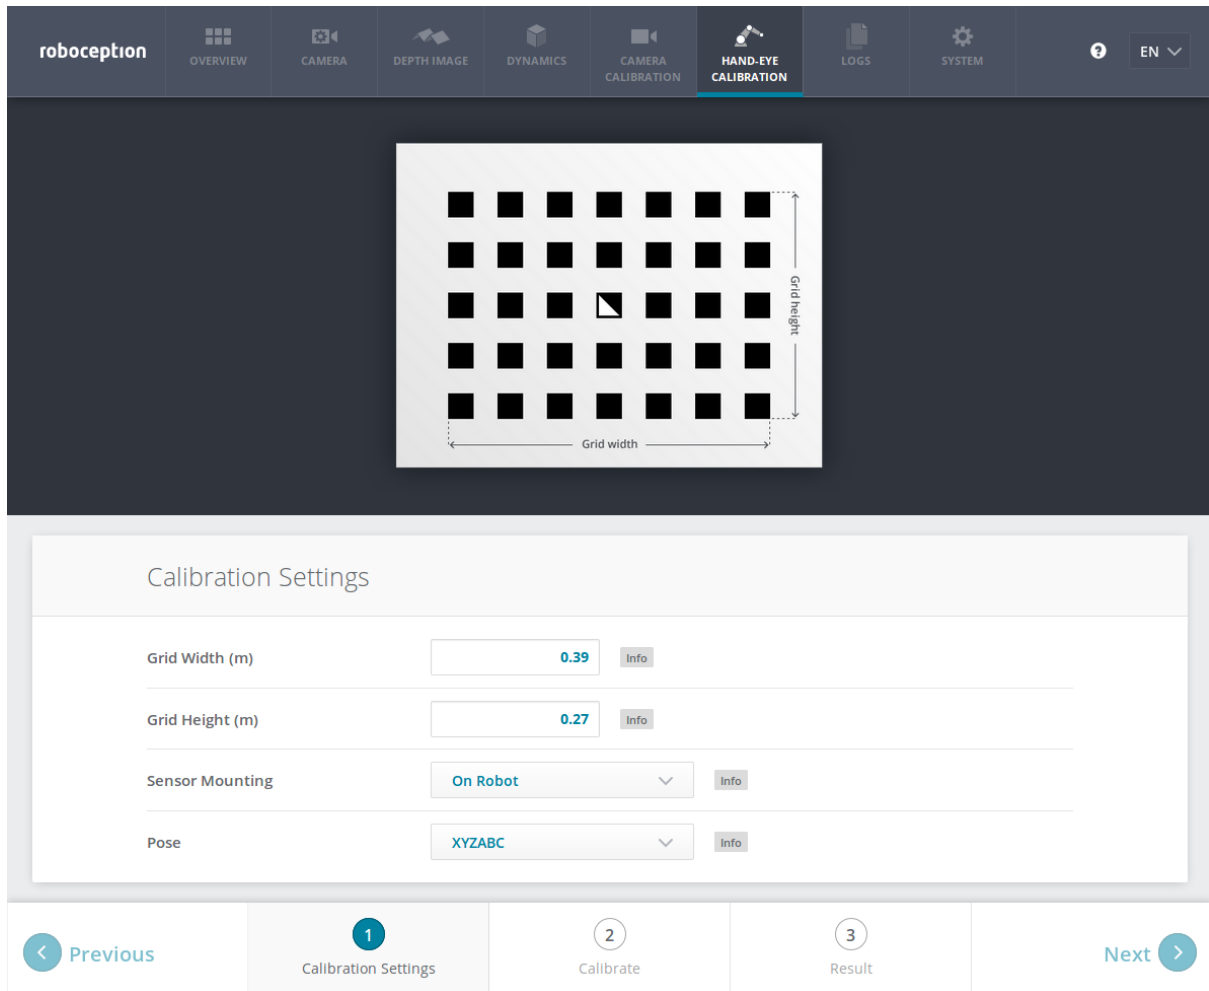 roboception
OVERVIEW
CAMERA
DEPTH IMAGE
DYNAMICS
CAMERA
CALIBRATION
HAND-EYE
CALIBRATION
LOGS
SYSTEM
?
EN
Grid height
Grid width
Calibration Settings
Grid Width (m) 0.39 Info
Grid Height (m) 0.27 Info
Sensor Mounting On Robot Info
Pose XYZABC Info
Previous
1
Calibration Settings
2
Calibrate
3
Result
Next